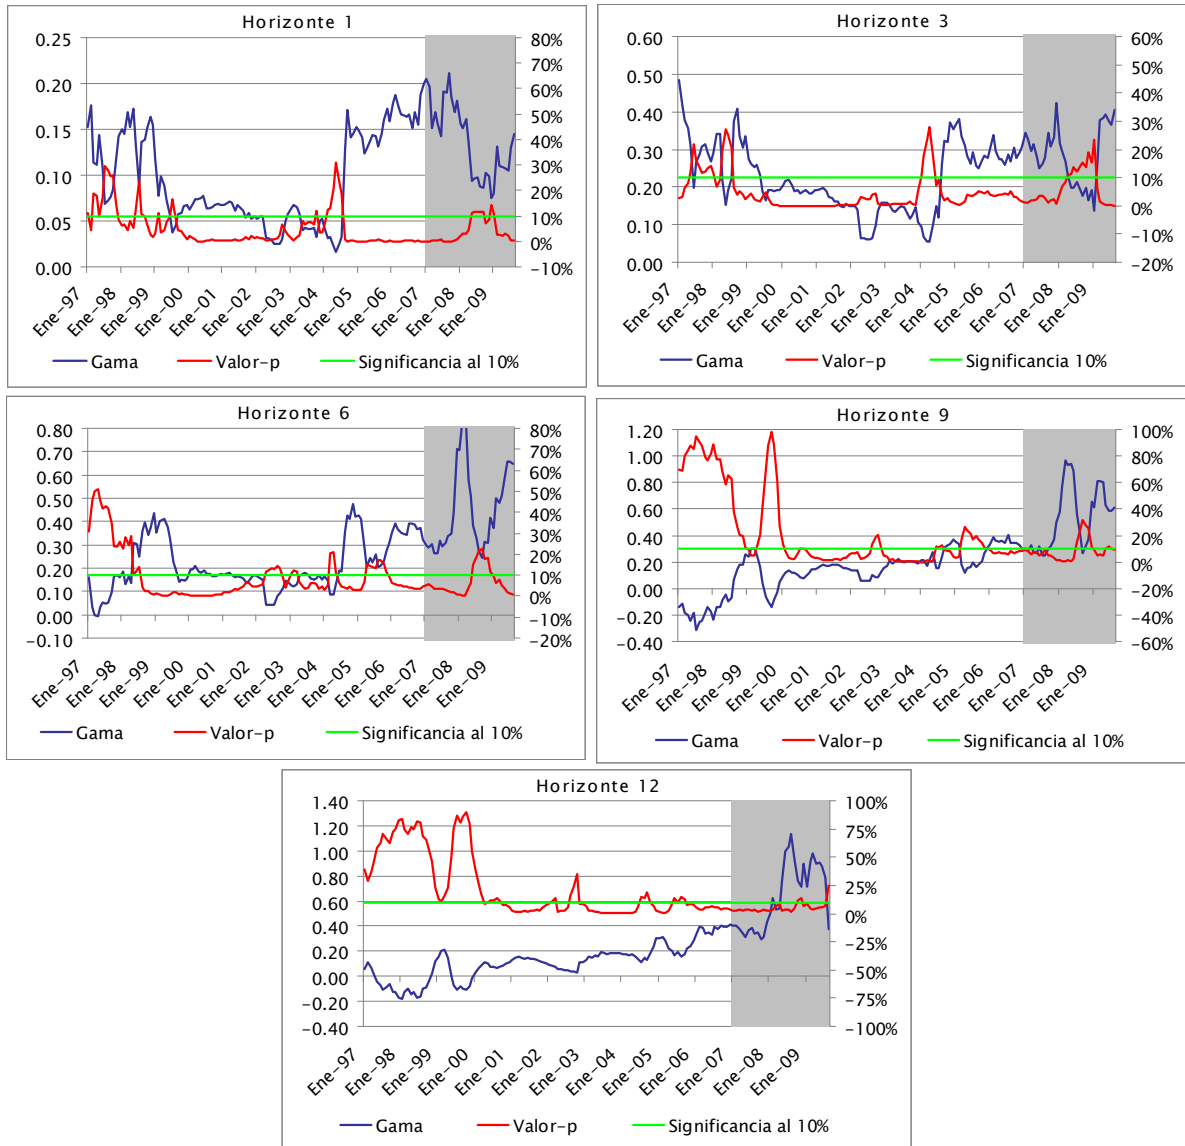 Horizonte 1
0.25
0.20
0.15
0.10
0.05
0.00
80%
70%
60%
50%
40%
30%
20%
10%
0%
−10%
Ene−97
Ene−98
Ene−99
Ene−00
Ene−01
Ene−02
Ene−03
Ene−04
Ene−05
Ene−06
Ene−07
Ene−08
Ene−09
Gama Valor−p Significancia al 10%
Horizonte 3
0.60
0.50
0.40
0.30
0.20
0.10
0.00
60%
50%
40%
30%
20%
10%
0%
−10%
−20%
Ene−97
Ene−98
Ene−99
Ene−00
Ene−01
Ene−02
Ene−03
Ene−04
Ene−05
Ene−06
Ene−07
Ene−08
Ene−09
Gama Valor−p Significancia al 10%
Horizonte 6
0.80
0.70
0.60
0.50
0.40
0.30
0.20
0.10
0.00
−0.10
80%
70%
60%
50%
40%
30%
20%
10%
0%
−10%
−20%
Ene−97
Ene−98
Ene−99
Ene−00
Ene−01
Ene−02
Ene−03
Ene−04
Ene−05
Ene−06
Ene−07
Ene−08
Ene−09
Gama Valor−p Significancia al 10%
Horizonte 9
1.20
1.00
0.80
0.60
0.40
0.20
0.00
−0.20
−0.40
100%
80%
60%
40%
20%
0%
−20%
−40%
−60%
Ene−97
Ene−98
Ene−99
Ene−00
Ene−01
Ene−02
Ene−03
Ene−04
Ene−05
Ene−06
Ene−07
Ene−08
Ene−09
Gama Valor−p Significancia al 10%
Horizonte 12
1.40
1.20
1.00
0.80
0.60
0.40
0.20
0.00
−0.20
−0.40
100%
75%
50%
25%
0%
−25%
−50%
−75%
−100%
Ene−97
Ene−98
Ene−99
Ene−00
Ene−01
Ene−02
Ene−03
Ene−04
Ene−05
Ene−06
Ene−07
Ene−08
Ene−09
Gama Valor−p Significancia al 10%